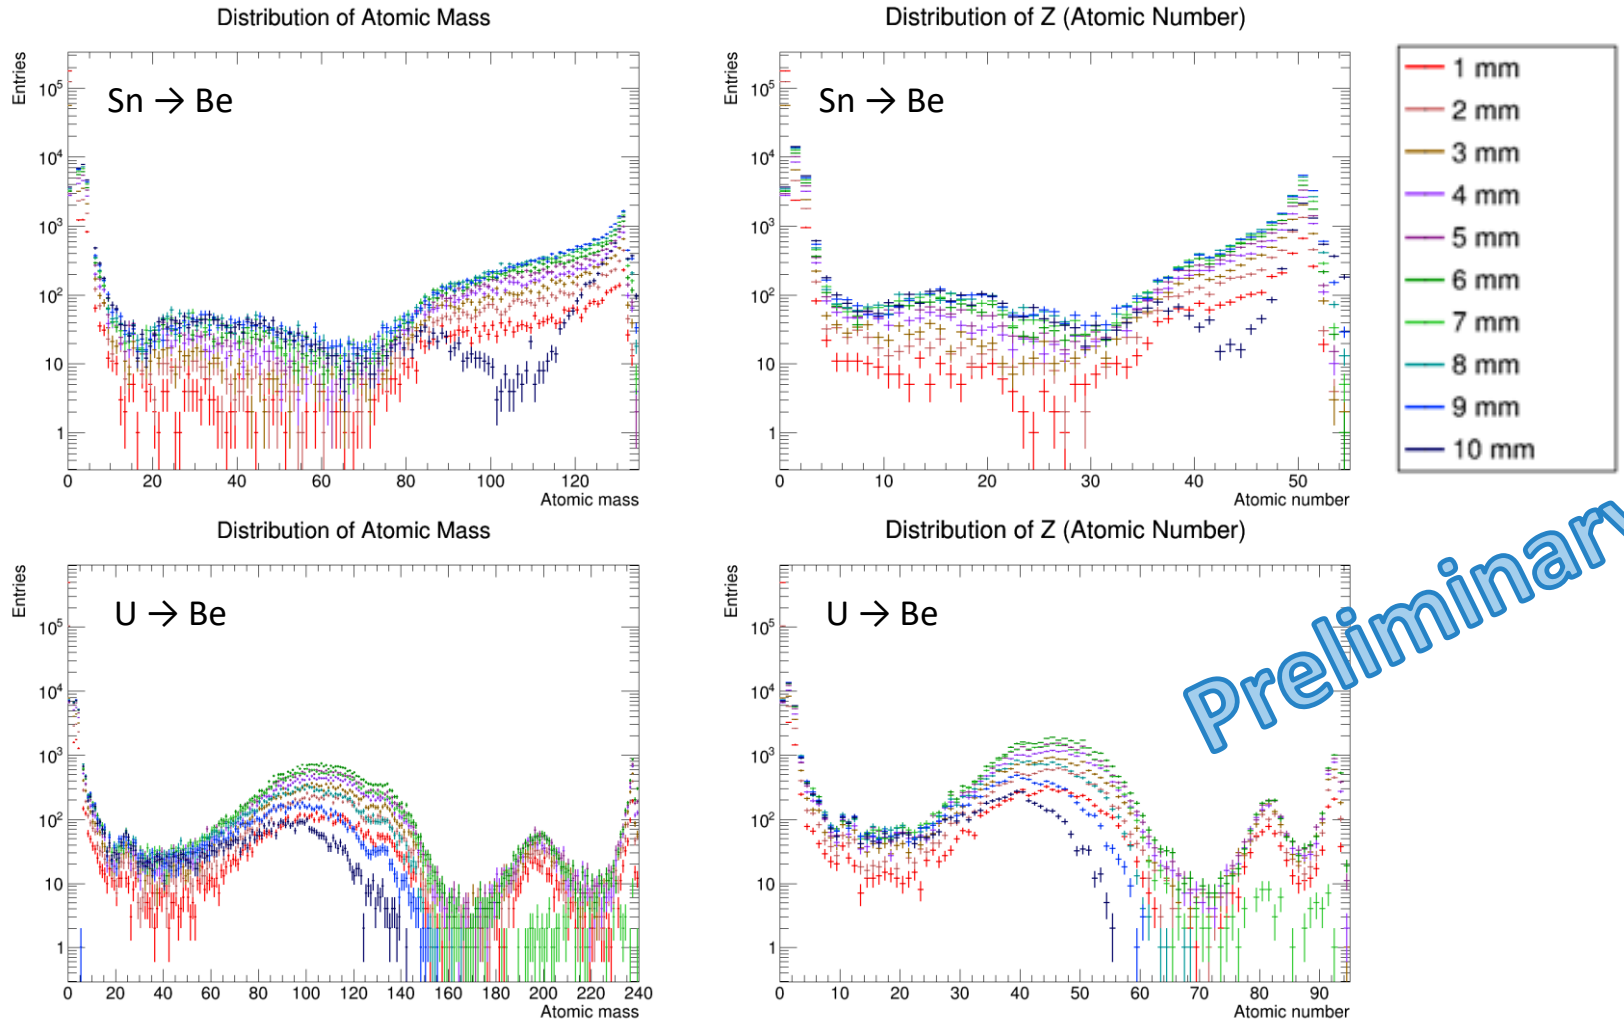 Distribution of Atomic Mass
Entries
Sn → Be
10⁵
10⁴
10³
10²
10
1
0 20 40 60 80 100 120
Atomic mass
Distribution of Z (Atomic Number)
Entries
Sn → Be
10⁵
10⁴
10³
10²
10
1
0 10 20 30 40 50
Atomic number
1 mm
2 mm
3 mm
4 mm
5 mm
6 mm
7 mm
8 mm
9 mm
10 mm
Distribution of Atomic Mass
Entries
U → Be
10⁵
10⁴
10³
10²
10
1
0 20 40 60 80 100 120 140 160 180 200 220 240
Atomic mass
Distribution of Z (Atomic Number)
Entries
U → Be
10⁵
10⁴
10³
10²
10
1
0 10 20 30 40 50 60 70 80 90
Atomic number
Preliminary